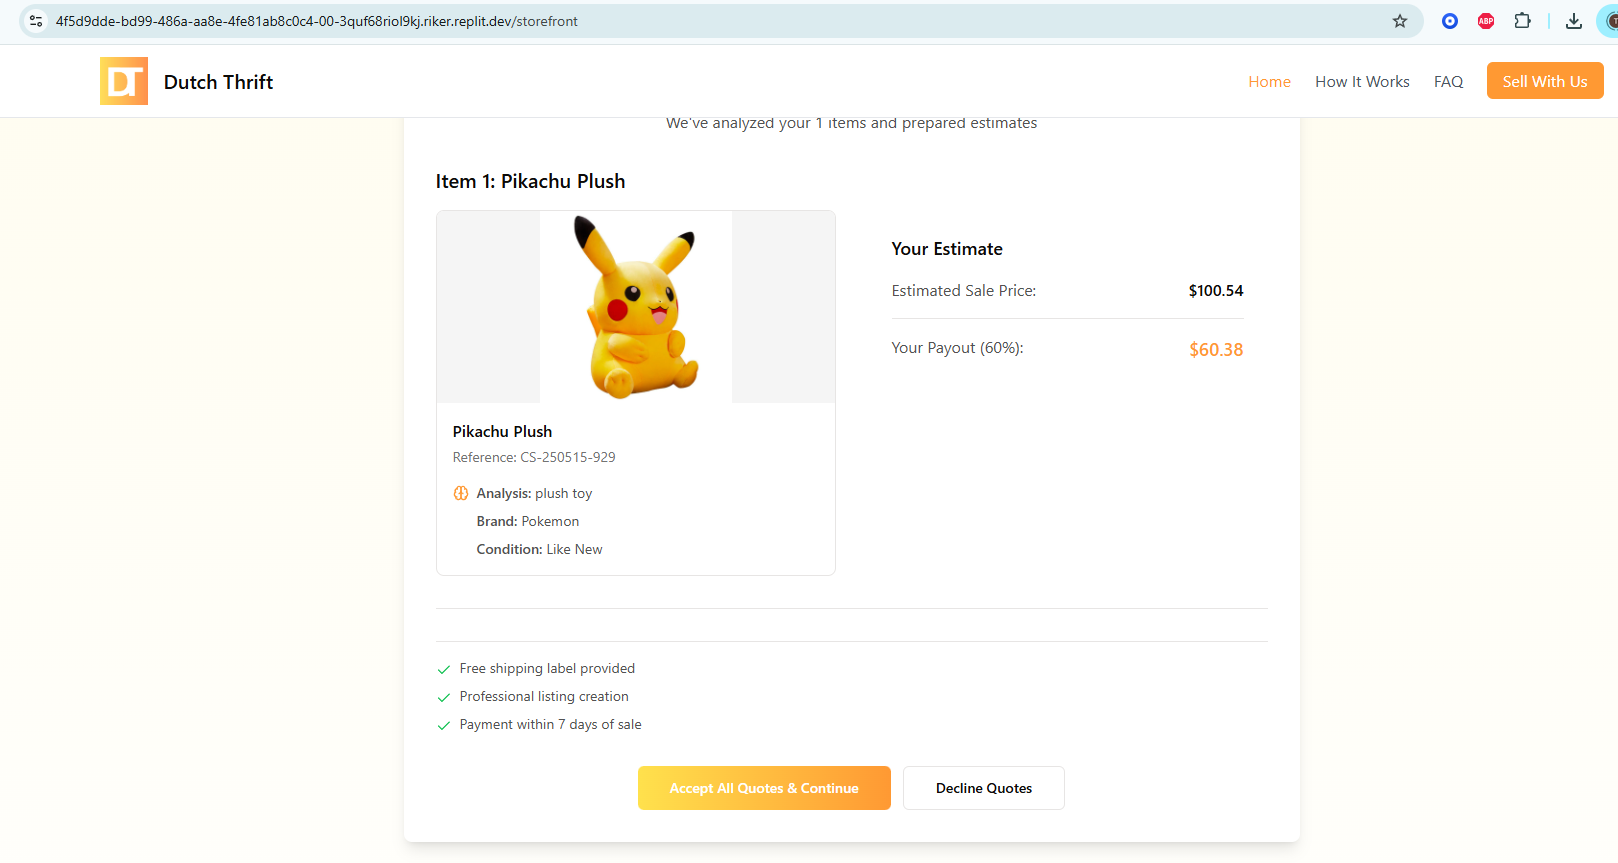 4f5d9dde-bd99-486a-aa8e-4fe81ab8c0c4-00-3quf68riol9kj.riker.replit.dev/storefront
ABP
DT
Dutch Thrift
Home
How It Works
FAQ
Sell With Us
We've analyzed your 1 items and prepared estimates
Item 1: Pikachu Plush
Your Estimate
Estimated Sale Price: $100.54
Your Payout (60%): $60.38
Pikachu Plush
Reference: CS-250515-929
Analysis: plush toy
Brand: Pokemon
Condition: Like New
Free shipping label provided
Professional listing creation
Payment within 7 days of sale
Accept All Quotes & Continue
Decline Quotes